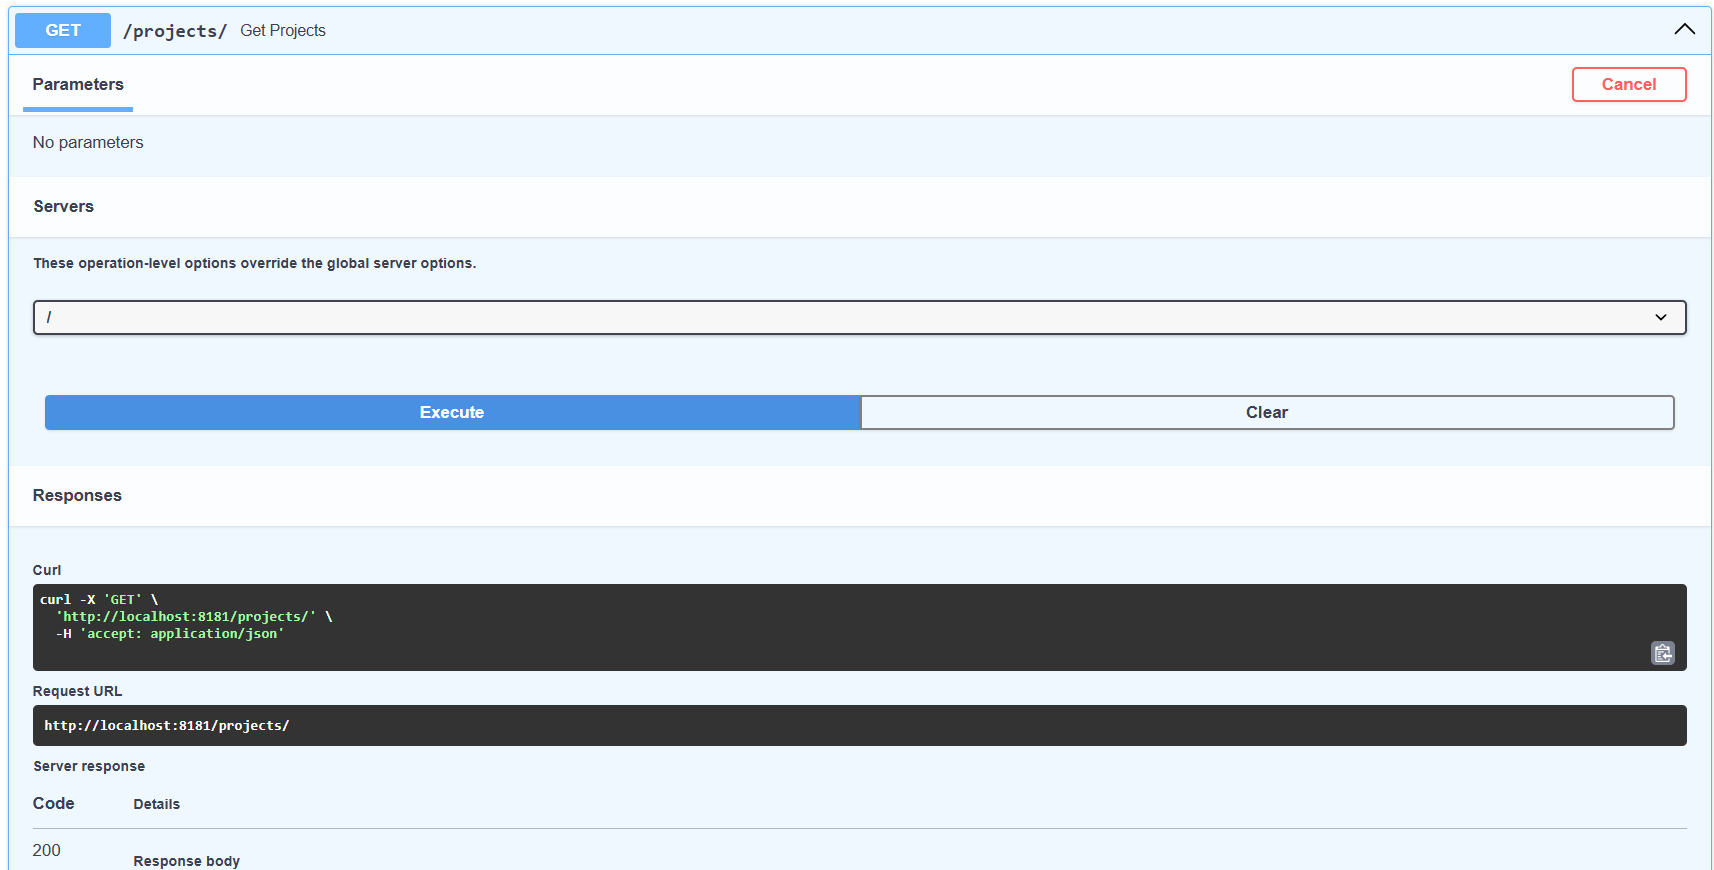 GET /projects/ Get Projects
Parameters
Cancel
No parameters
Servers
These operation-level options override the global server options.
/
Execute
Clear
Responses
Curl
curl -X 'GET' \
  'http://localhost:8181/projects/' \
  -H 'accept: application/json'
Request URL
http://localhost:8181/projects/
Server response
Code Details
200
Response body